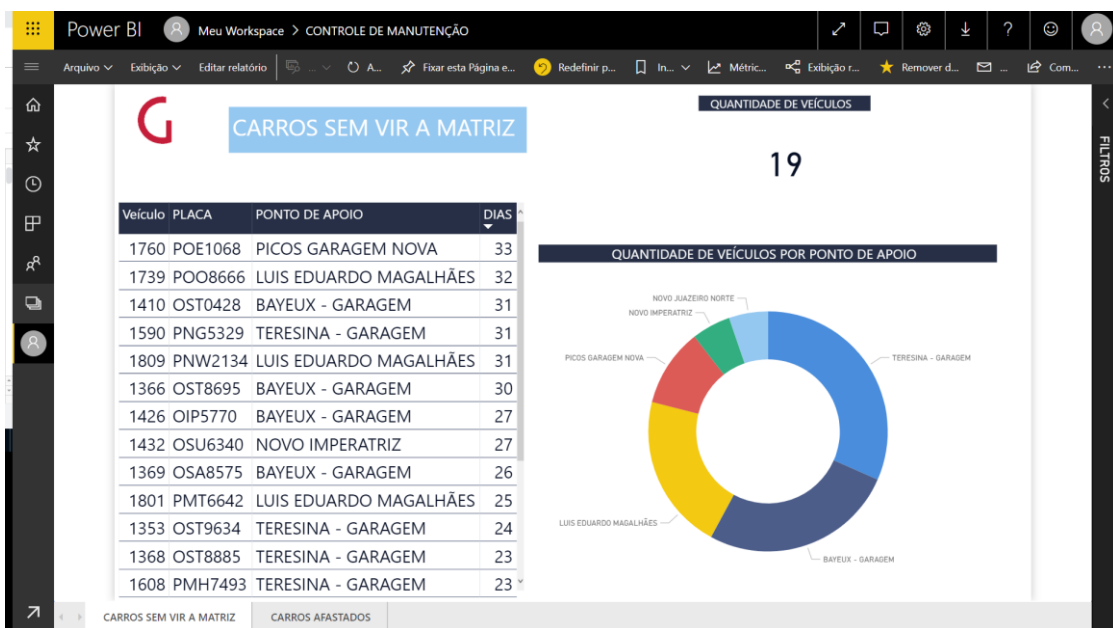 Power BI Meu Workspace > CONTROLE DE MANUTENÇÃO ?
Arquivo Exibição Editar relatório ... A... Fixar esta Página e... Redefinir p... In... Métric... Exibição r... Remover d... ... Com... ...
G
CARROS SEM VIR A MATRIZ
QUANTIDADE DE VEÍCULOS
19
FILTROS
Veículo PLACA PONTO DE APOIO DIAS
1760 POE1068 PICOS GARAGEM NOVA 33
1739 POO8666 LUIS EDUARDO MAGALHÃES 32
1410 OST0428 BAYEUX - GARAGEM 31
1590 PNG5329 TERESINA - GARAGEM 31
1809 PNW2134 LUIS EDUARDO MAGALHÃES 31
1366 OST8695 BAYEUX - GARAGEM 30
1426 OIP5770 BAYEUX - GARAGEM 27
1432 OSU6340 NOVO IMPERATRIZ 27
1369 OSA8575 BAYEUX - GARAGEM 26
1801 PMT6642 LUIS EDUARDO MAGALHÃES 25
1353 OST9634 TERESINA - GARAGEM 24
1368 OST8885 TERESINA - GARAGEM 23
1608 PMH7493 TERESINA - GARAGEM 23
QUANTIDADE DE VEÍCULOS POR PONTO DE APOIO
NOVO JUAZEIRO NORTE
NOVO IMPERATRIZ
PICOS GARAGEM NOVA
TERESINA - GARAGEM
LUIS EDUARDO MAGALHÃES
BAYEUX - GARAGEM
CARROS SEM VIR A MATRIZ CARROS AFASTADOS